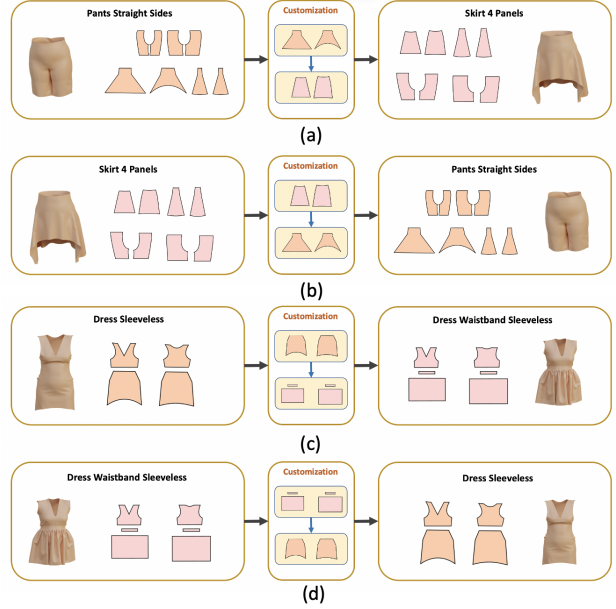 Pants Straight Sides
Customization
Skirt 4 Panels
(a)
Skirt 4 Panels
Customization
Pants Straight Sides
(b)
Dress Sleeveless
Customization
Dress Waistband Sleeveless
(c)
Dress Waistband Sleeveless
Customization
Dress Sleeveless
(d)